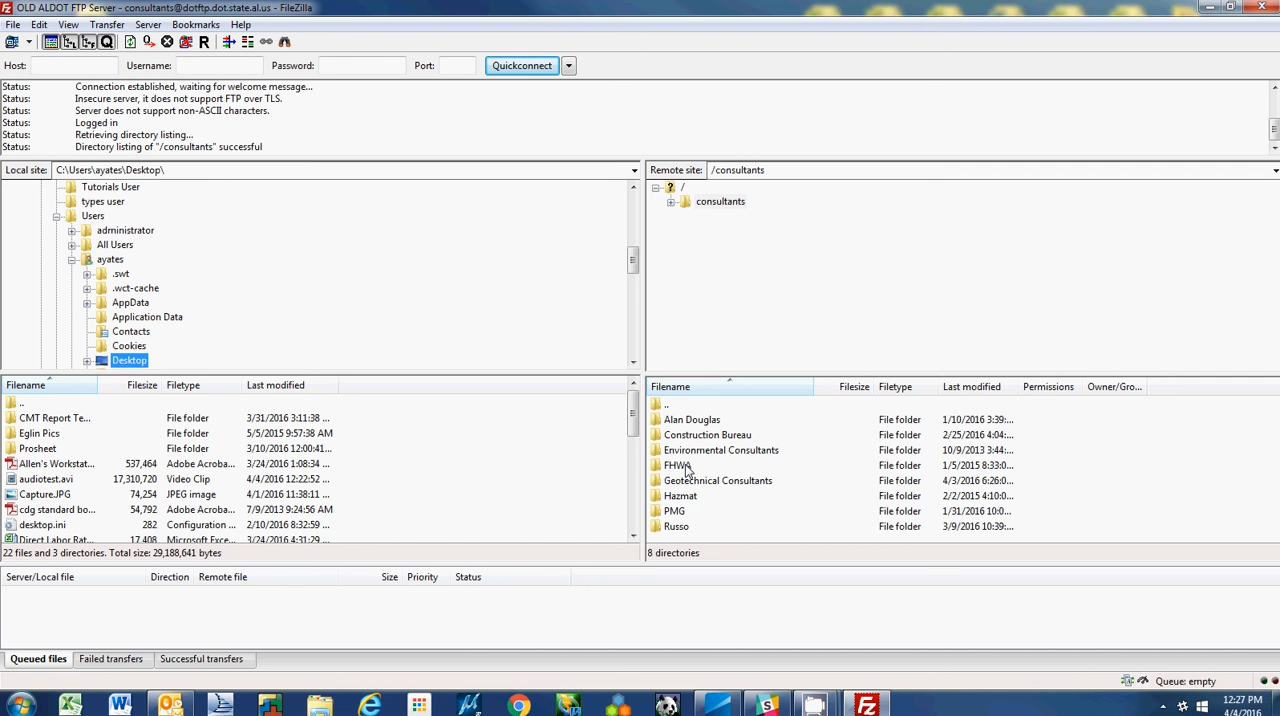 OLD ALDOT FTP Server - consultants@dotftp.dot.state.al.us - FileZilla
File Edit View Transfer Server Bookmarks Help
Host: Username: Password: Port: Quickconnect
Status: Connection established, waiting for welcome message...
Status: Insecure server, it does not support FTP over TLS.
Status: Server does not support non-ASCII characters.
Status: Logged in
Status: Retrieving directory listing...
Status: Directory listing of "/consultants" successful
Local site: C:\Users\ayates\Desktop\ Remote site: /consultants
Tutorials User
types user
Users
administrator
All Users
ayates
.swt
.wct-cache
AppData
Application Data
Contacts
Cookies
Desktop
/
consultants
Filename Filesize Filetype Last modified
..
CMT Report Te... File folder 3/31/2016 3:11:38 ...
Eglin Pics File folder 5/5/2015 9:57:38 AM
Prosheet File folder 3/10/2016 12:00:41...
Allen's Workstat... 537,464 Adobe Acroba... 3/24/2016 1:08:34 ...
audiotest.avi 17,310,720 Video Clip 4/4/2016 12:22:52 ...
Capture.JPG 74,254 JPEG image 4/1/2016 11:38:11 ...
cdg standard bo... 54,792 Adobe Acroba... 7/9/2013 9:24:56 AM
desktop.ini 282 Configuration ... 2/10/2016 8:32:59 ...
Direct Labor Rat... 17,408 Microsoft Exce... 3/24/2016 4:31:29 ...
22 files and 3 directories. Total size: 29,188,641 bytes
Filename Filesize Filetype Last modified Permissions Owner/Gro...
..
Alan Douglas File folder 1/10/2016 3:39:...
Construction Bureau File folder 2/25/2016 4:04:...
Environmental Consultants File folder 10/9/2013 3:44:...
FHWA File folder 1/5/2015 8:33:0...
Geotechnical Consultants File folder 4/3/2016 6:26:0...
Hazmat File folder 2/2/2015 4:10:0...
PMG File folder 1/31/2016 10:0...
Russo File folder 3/9/2016 10:39:...
8 directories
Server/Local file Direction Remote file Size Priority Status
Queued files Failed transfers Successful transfers
Queue: empty
12:27 PM
4/4/2016